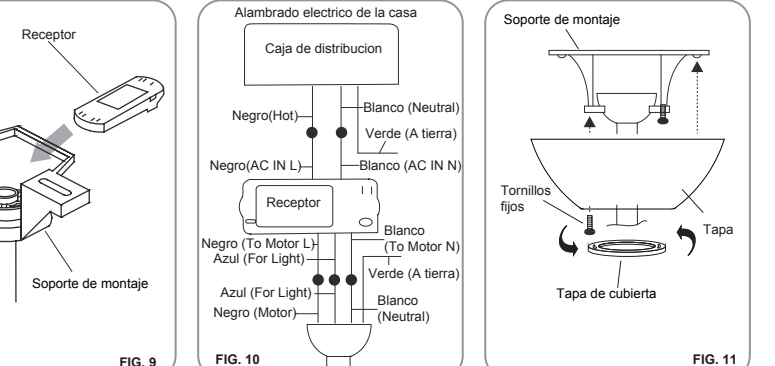 Receptor
Soporte de montaje
FIG. 9
Alambrado electrico de la casa
Caja de distribucion
Negro(Hot)
Blanco (Neutral)
Verde (A tierra)
Negro(AC IN L)
Blanco (AC IN N)
Receptor
Negro (To Motor L)
Blanco
(To Motor N)
Azul (For Light)
Verde (A tierra)
Azul (For Light)
Blanco
(Neutral)
Negro (Motor)
FIG. 10
Soporte de montaje
Tornillos
fijos
Tapa
Tapa de cubierta
FIG. 11